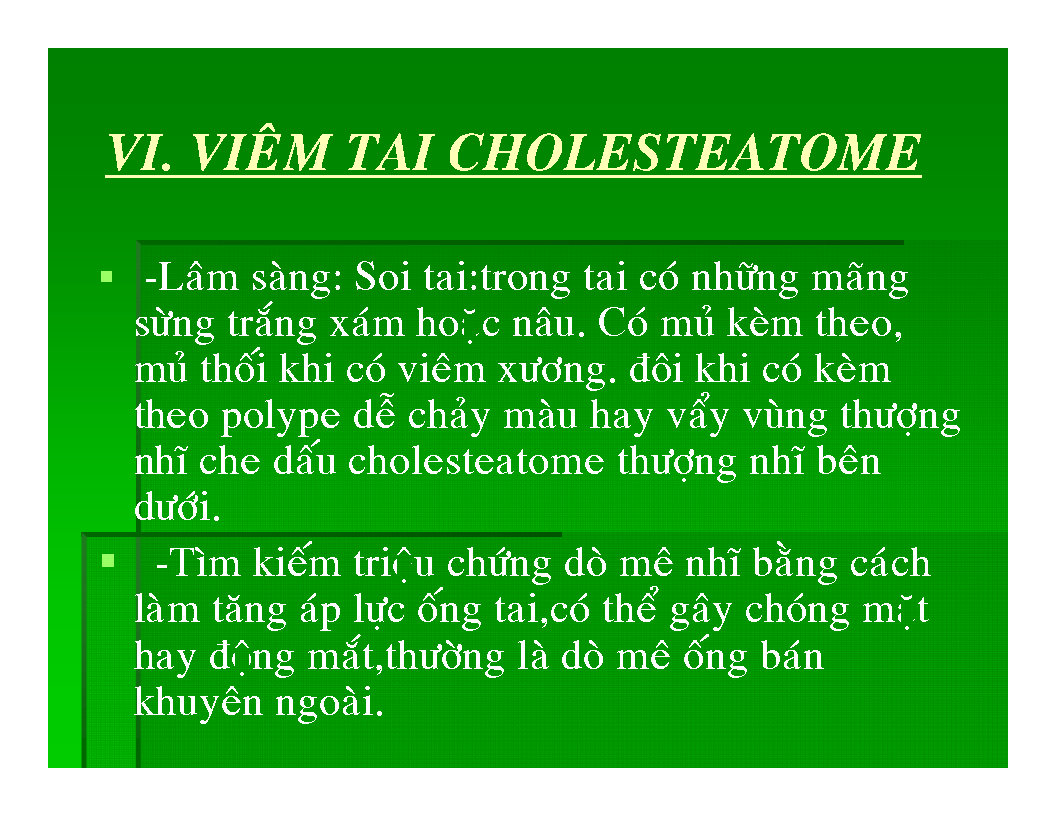 VI. VIÊM TAI CHOLESTEATOME
-Lâm sàng: Soi tai:trong tai có những mãng
sừng trắng xám hoặc nâu. Có mủ kèm theo,
mủ thối khi có viêm xương. đôi khi có kèm
theo polype dễ chảy màu hay vẩy vùng thượng
nhĩ che dấu cholesteatome thượng nhĩ bên
dưới.
-Tìm kiếm triệu chứng dò mê nhĩ bằng cách
làm tăng áp lực ống tai,có thể gây chóng mặt
hay động mắt,thường là dò mê ống bán
khuyên ngoài.